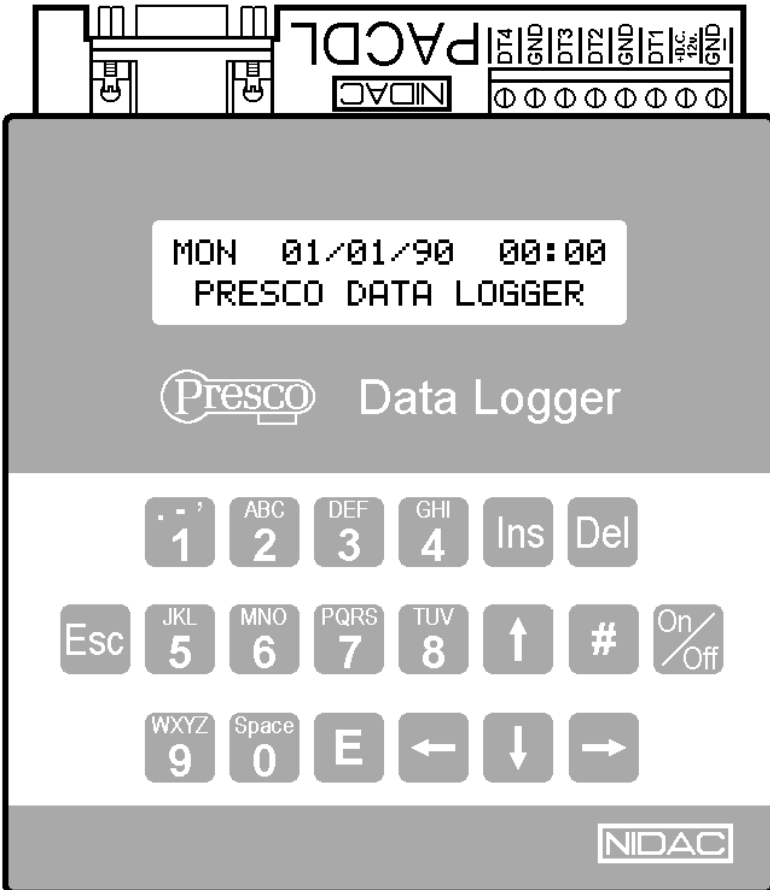 PACDL
NIDAC
DT4
GND
DT3
DT2
GND
DT1
+D.C.
12v.
GND
MON 01/01/90 00:00
PRESCO DATA LOGGER
Presco Data Logger
. - ’ ABC DEF GHI
1 2 3 4 Ins Del
JKL MNO PQRS TUV
Esc 5 6 7 8 ↑ # On/Off
WXYZ Space
9 0 E ← ↓ →
NIDAC